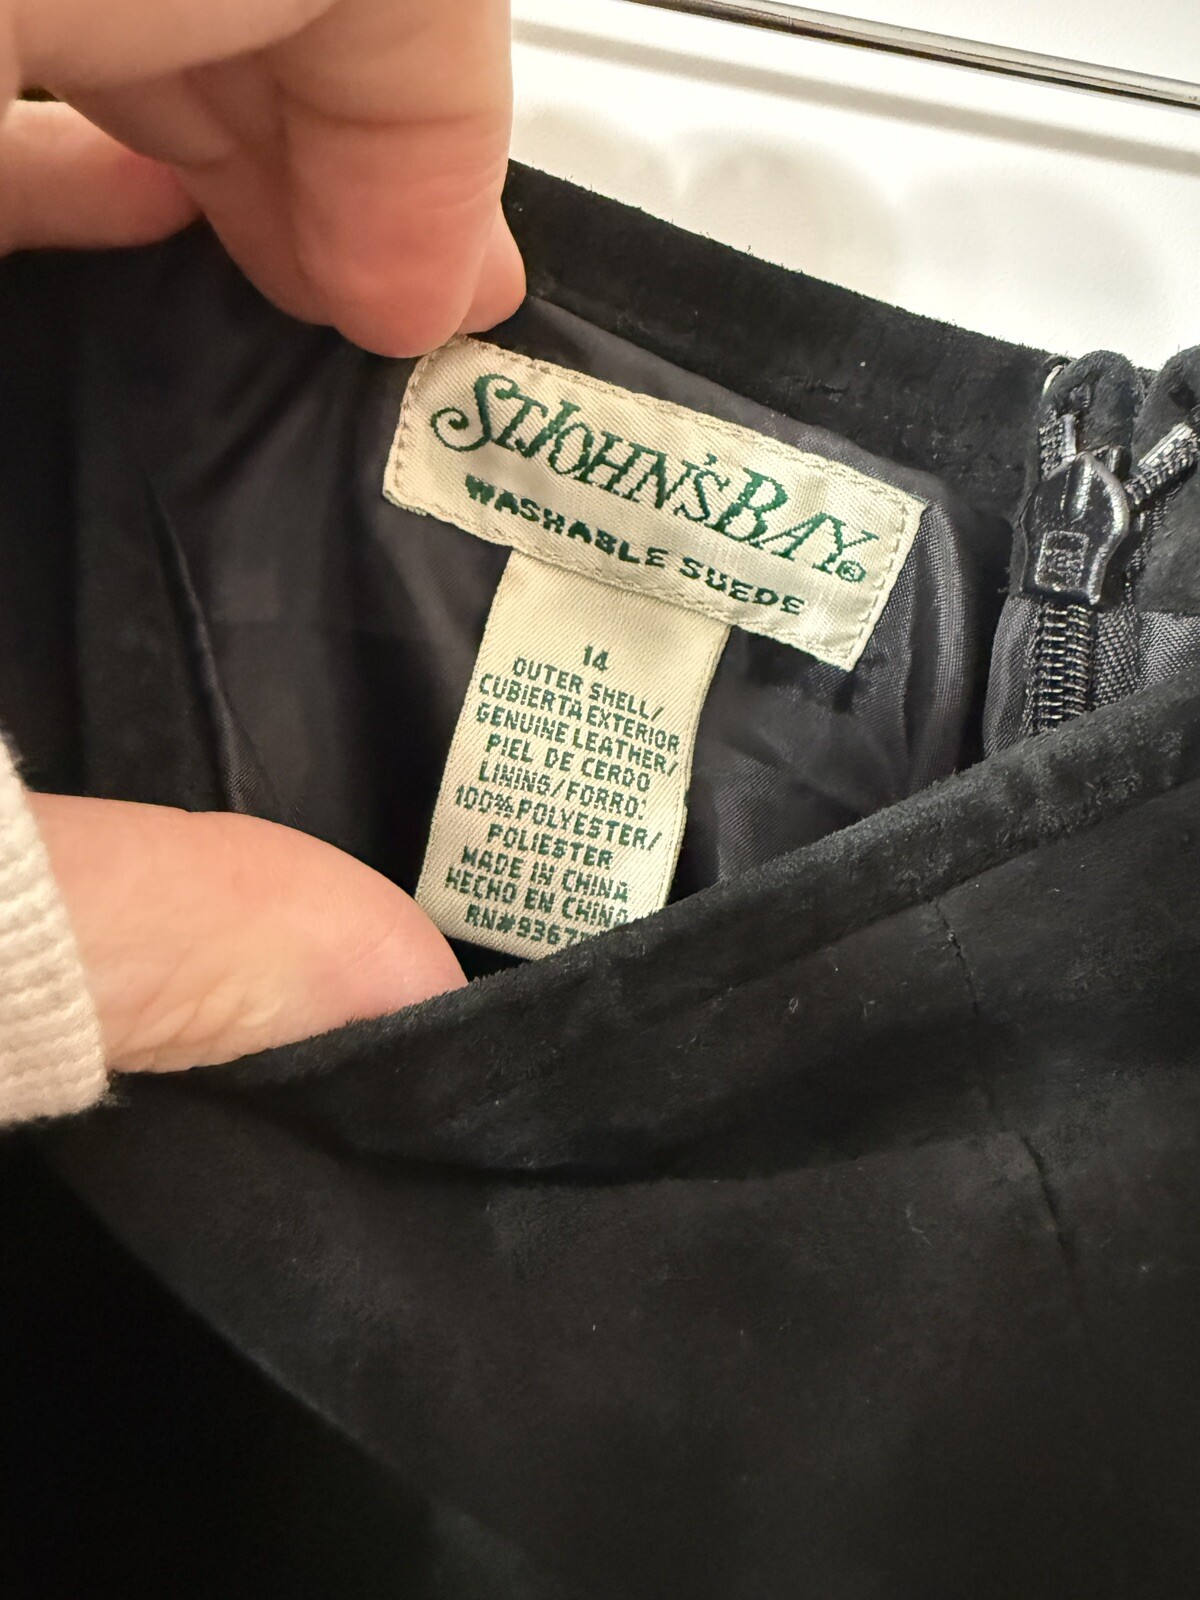 ST. JOHN'S BAY®
WASHABLE SUEDE
14
OUTER SHELL/
CUBIERTA EXTERIOR
GENUINE LEATHER/
PIEL DE CERDO
LINING/FORRO:
100% POLYESTER/
POLIESTER
MADE IN CHINA
HECHO EN CHINA